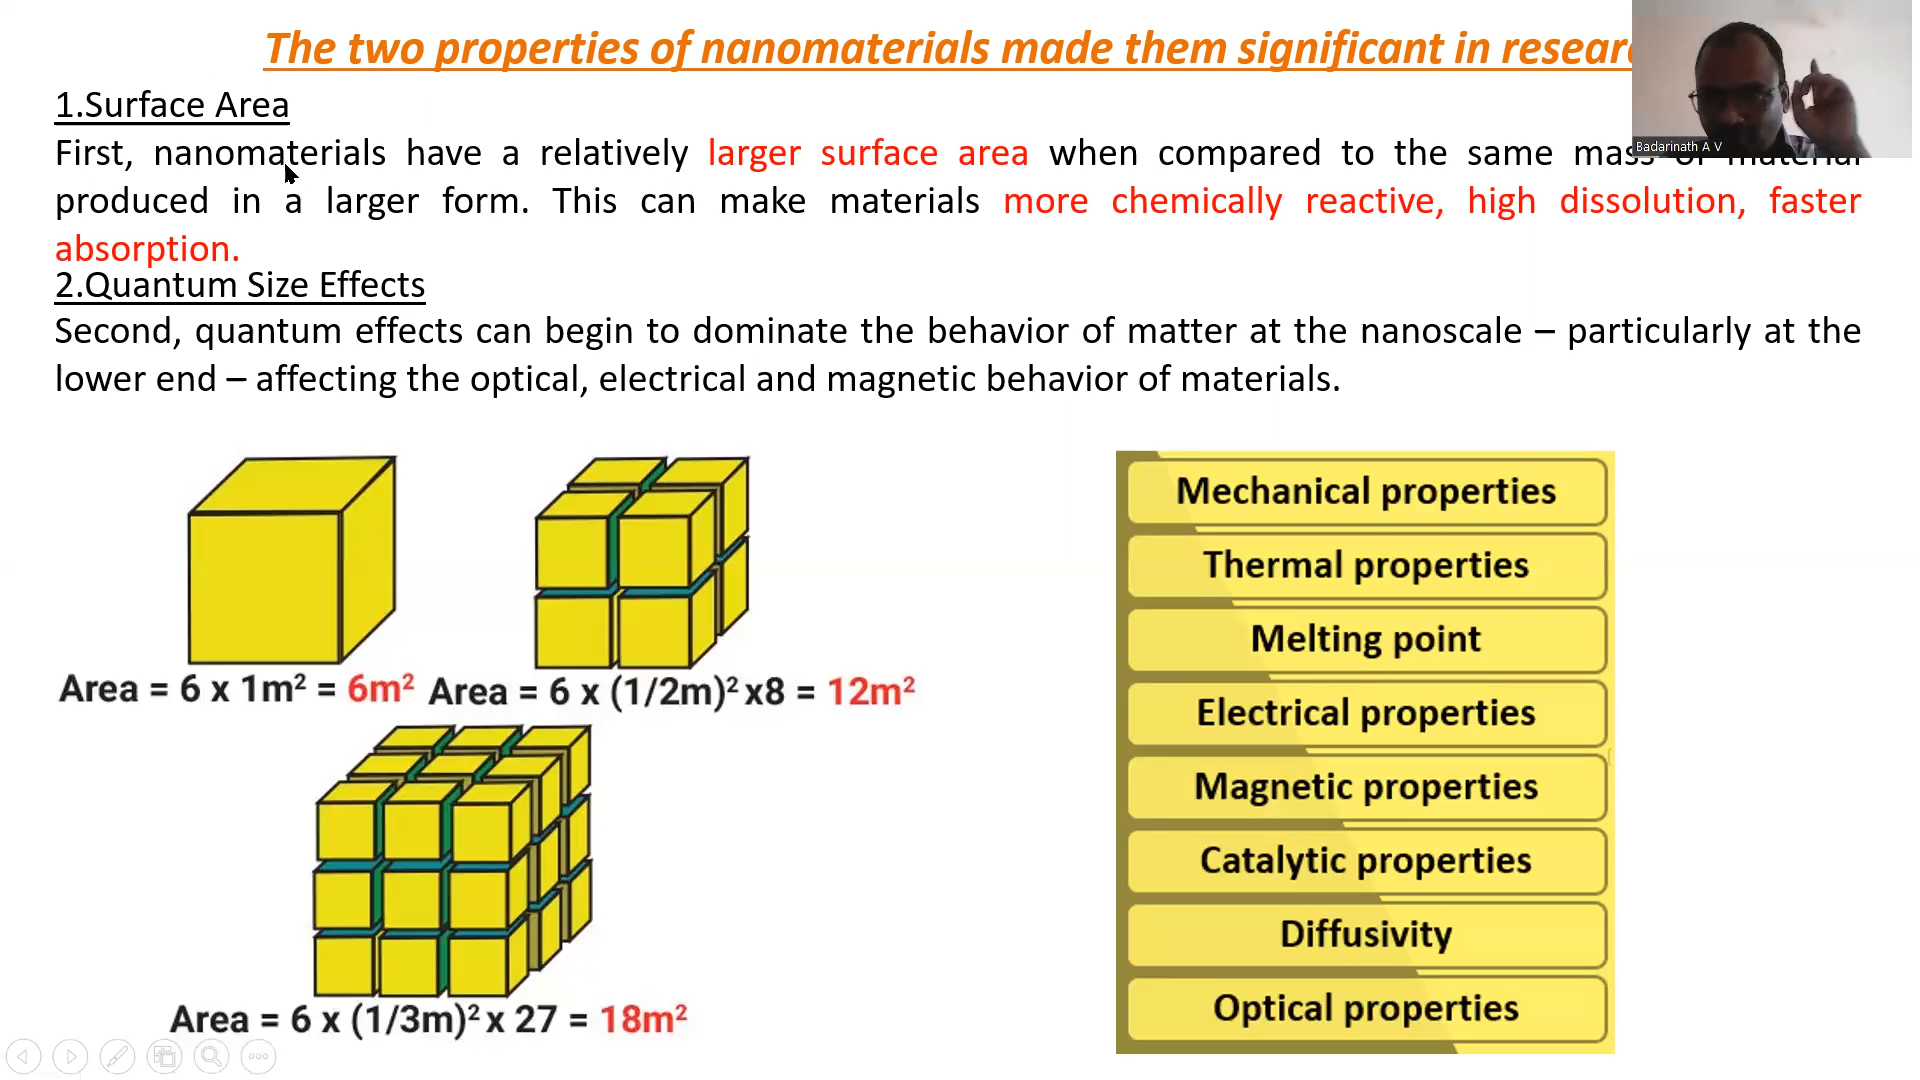 The two properties of nanomaterials made them significant in resear
Badarinath A V
1.Surface Area
First, nanomaterials have a relatively larger surface area when compared to the same mass of material
produced in a larger form. This can make materials more chemically reactive, high dissolution, faster
absorption.
2.Quantum Size Effects
Second, quantum effects can begin to dominate the behavior of matter at the nanoscale – particularly at the
lower end – affecting the optical, electrical and magnetic behavior of materials.
Area = 6 x 1m² = 6m²
Area = 6 x (1/2m)² x8 = 12m²
Area = 6 x (1/3m)² x 27 = 18m²
Mechanical properties
Thermal properties
Melting point
Electrical properties
Magnetic properties
Catalytic properties
Diffusivity
Optical properties